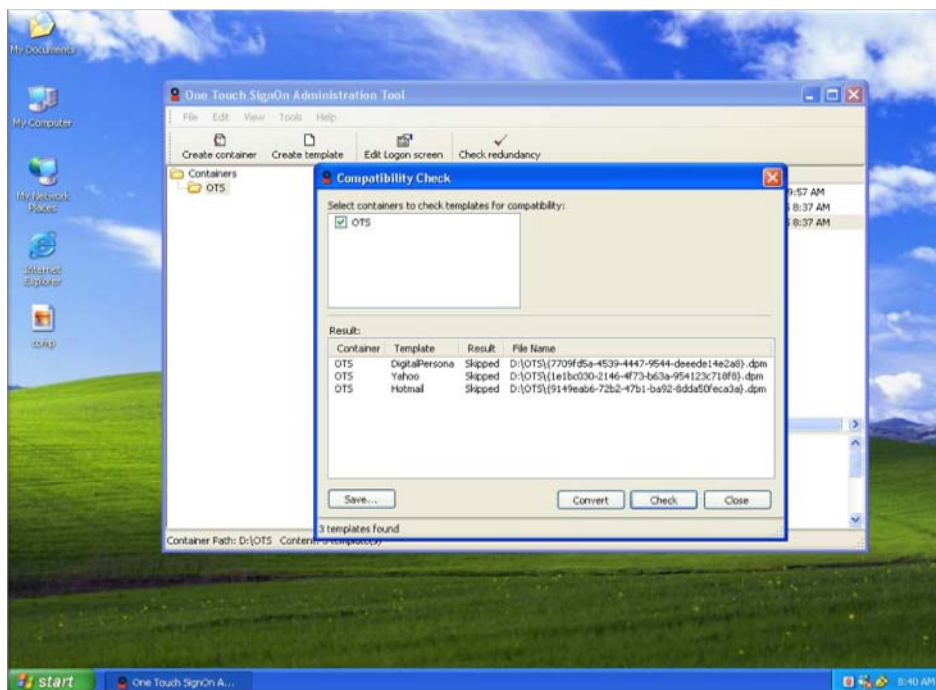 My Documents
My Computer
My Network
Places
Internet
Explorer
comp
One Touch SignOn Administration Tool
File Edit View Tools Help
Create container Create template Edit Logon screen Check redundancy
Containers
OTS
9:57 AM
8:37 AM
8:37 AM
Compatibility Check
Select containers to check templates for compatibility:
OTS
Result:
Container Template Result File Name
OTS DigitalPersona Skipped D:\OTS\{7709fd5a-4539-4447-9544-deeede14e2a8}.dpm
OTS Yahoo Skipped D:\OTS\{1e1bc030-2146-4f73-b63a-954123c718f8}.dpm
OTS Hotmail Skipped D:\OTS\{9149eab6-72b2-47b1-ba92-8dda50feca3a}.dpm
Save... Convert Check Close
3 templates found
Container Path: D:\OTS
start One Touch SignOn A... 8:40 AM